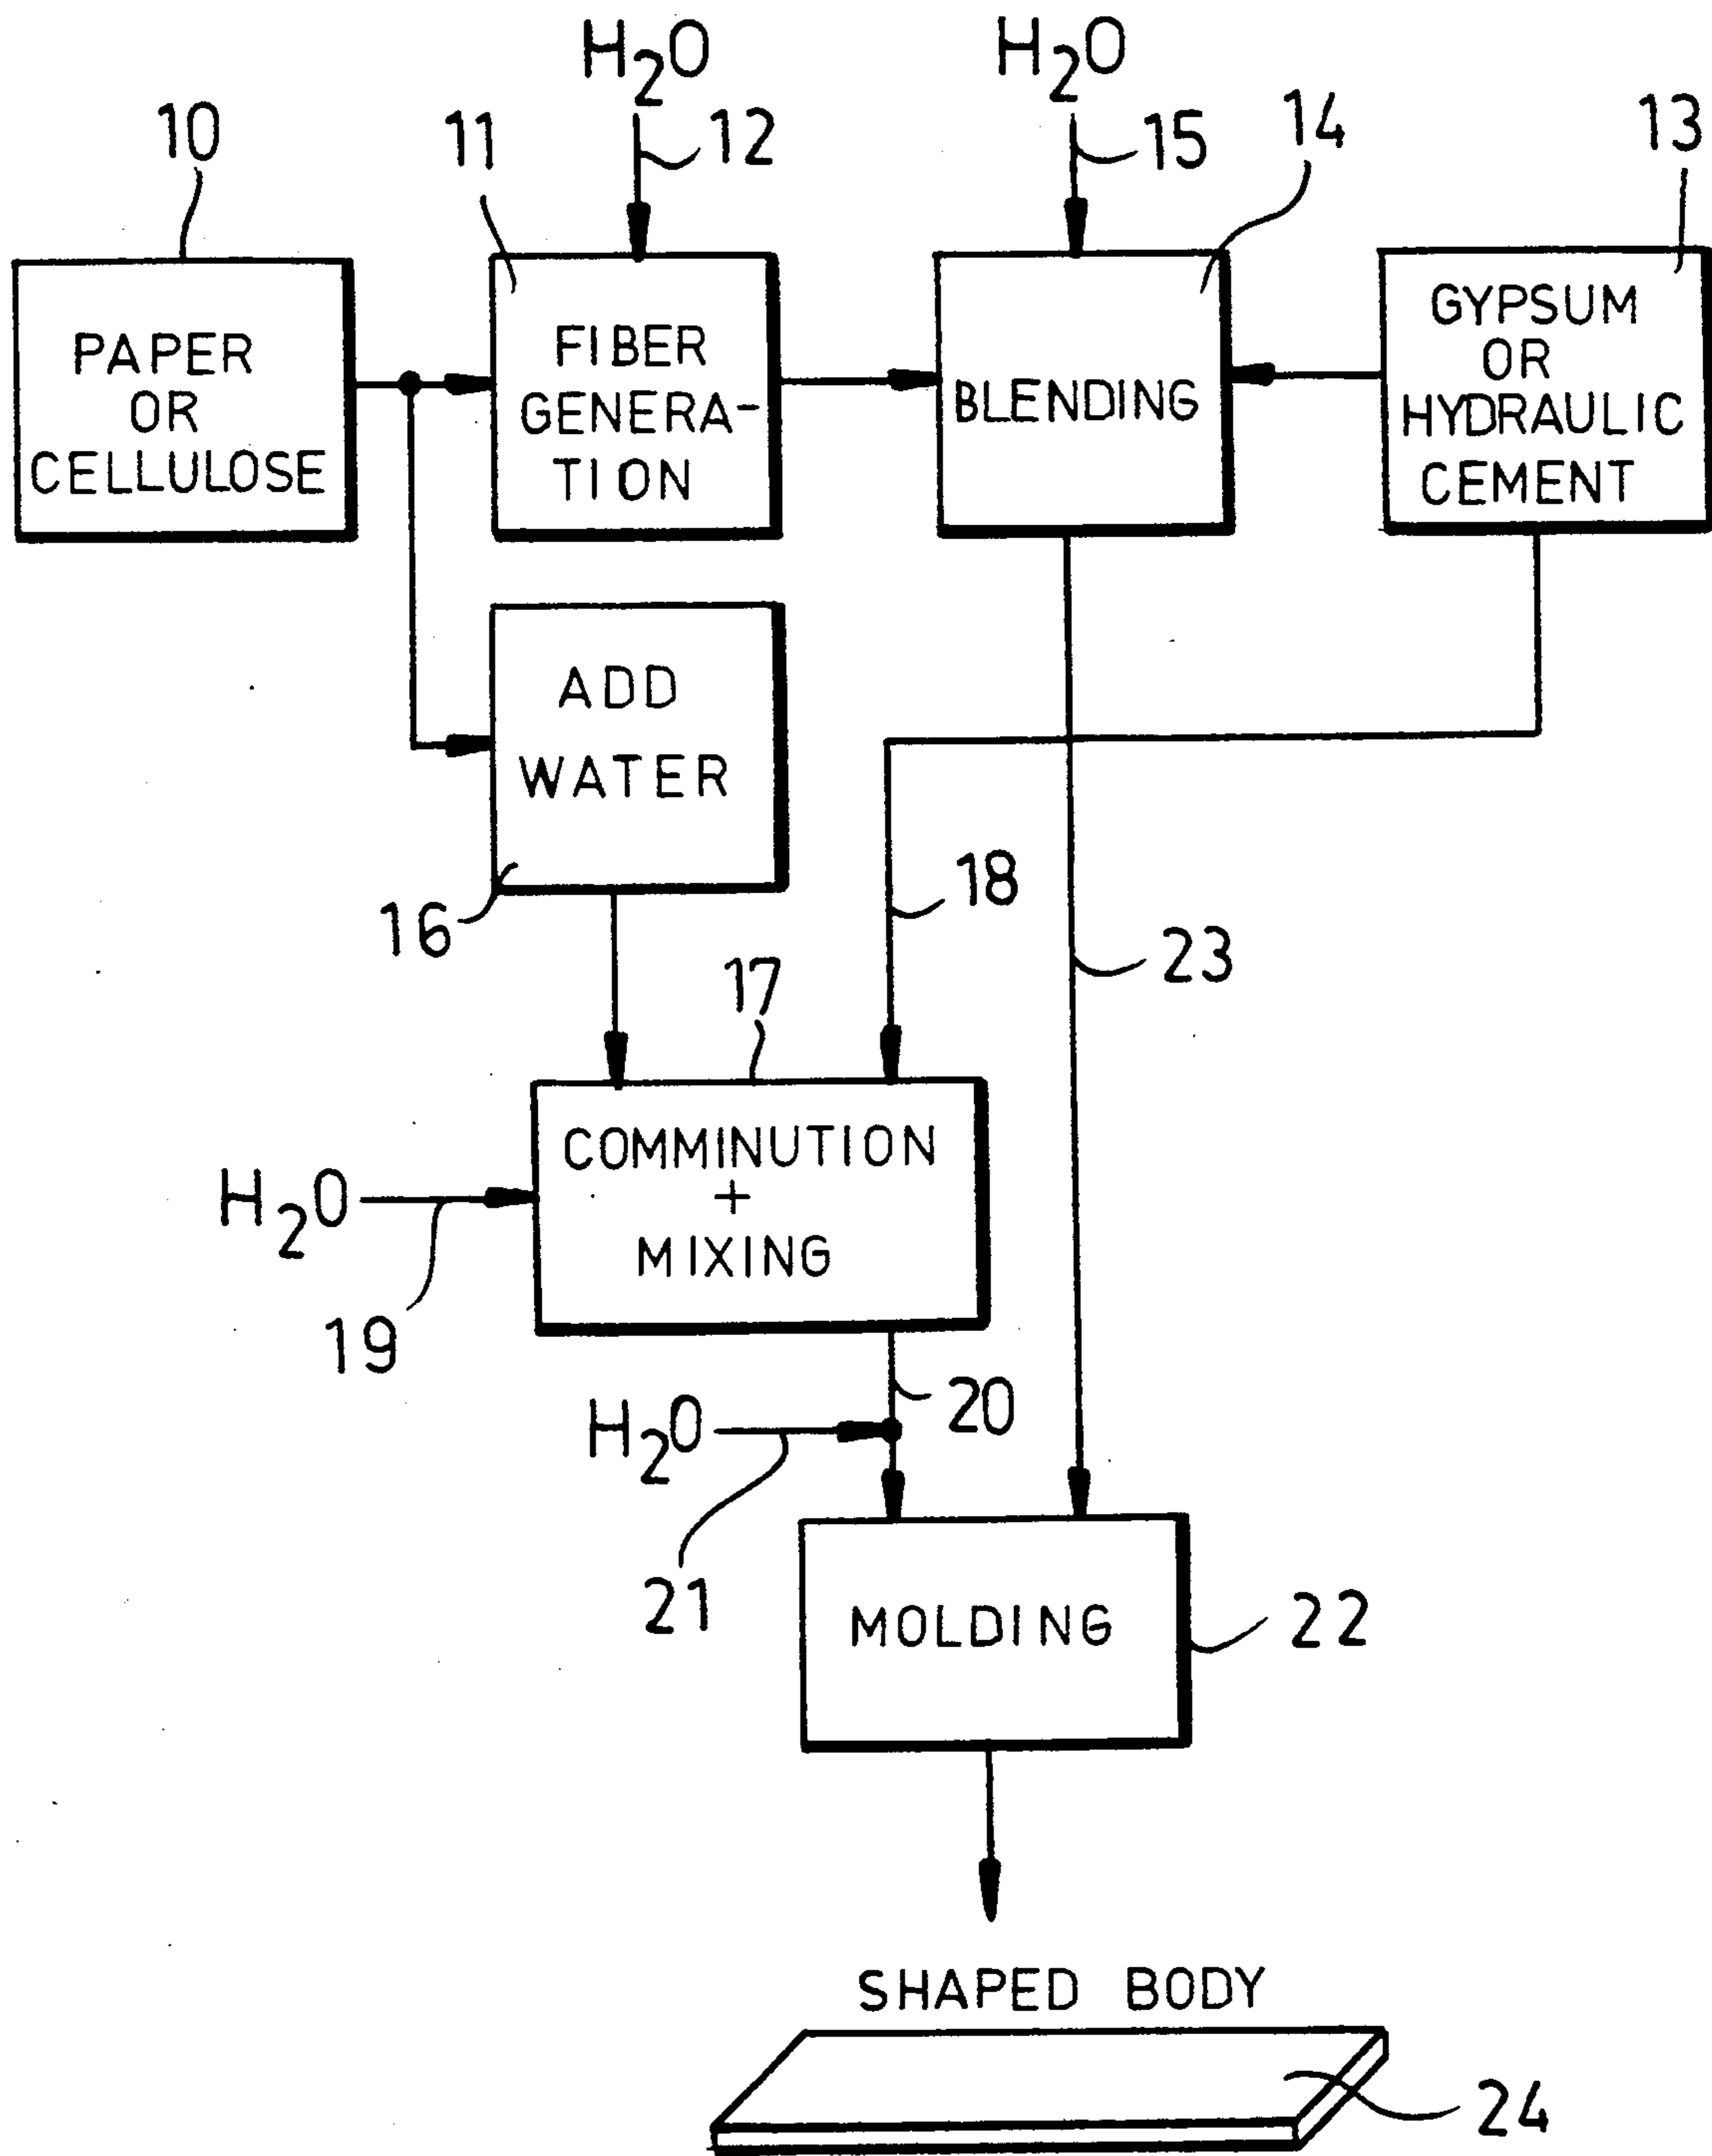 H2O
H2O
10
11
12
15
14
13
PAPER
OR
CELLULOSE
FIBER
GENERA-
TION
BLENDING
GYPSUM
OR
HYDRAULIC
CEMENT
ADD
WATER
16
18
23
17
COMMINUTION
+
MIXING
H2O
19
20
H2O
21
MOLDING
22
SHAPED BODY
24